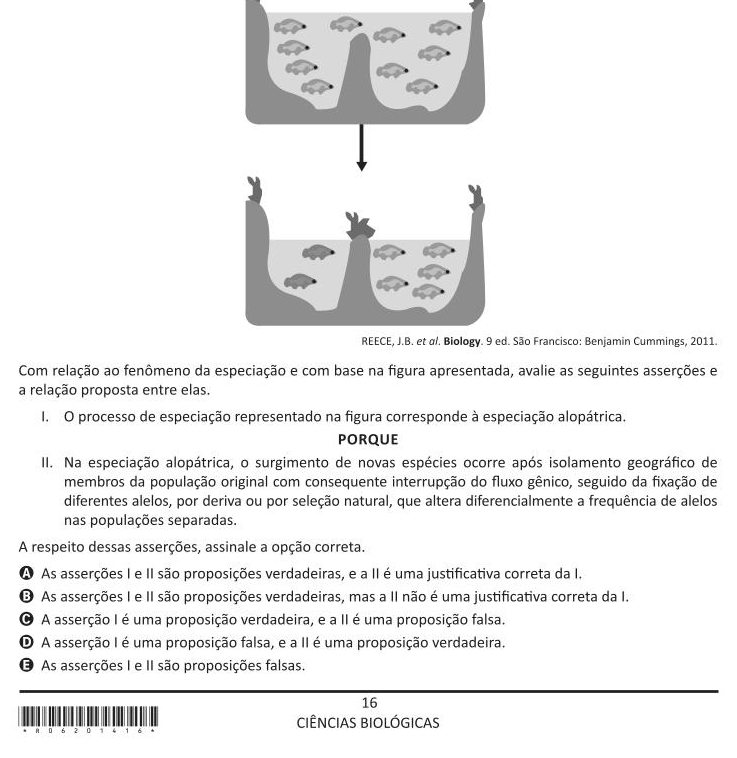 REECE, J.B. et al. Biology. 9 ed. São Francisco: Benjamin Cummings, 2011.
Com relação ao fenômeno da especiação e com base na figura apresentada, avalie as seguintes asserções e
a relação proposta entre elas.
I. O processo de especiação representado na figura corresponde à especiação alopátrica.
PORQUE
II. Na especiação alopátrica, o surgimento de novas espécies ocorre após isolamento geográfico de
membros da população original com consequente interrupção do fluxo gênico, seguido da fixação de
diferentes alelos, por deriva ou por seleção natural, que altera diferencialmente a frequência de alelos
nas populações separadas.
A respeito dessas asserções, assinale a opção correta.
A As asserções I e II são proposições verdadeiras, e a II é uma justificativa correta da I.
B As asserções I e II são proposições verdadeiras, mas a II não é uma justificativa correta da I.
C A asserção I é uma proposição verdadeira, e a II é uma proposição falsa.
D A asserção I é uma proposição falsa, e a II é uma proposição verdadeira.
E As asserções I e II são proposições falsas.
16
CIÊNCIAS BIOLÓGICAS
* R 0 6 2 0 1 4 1 6 *